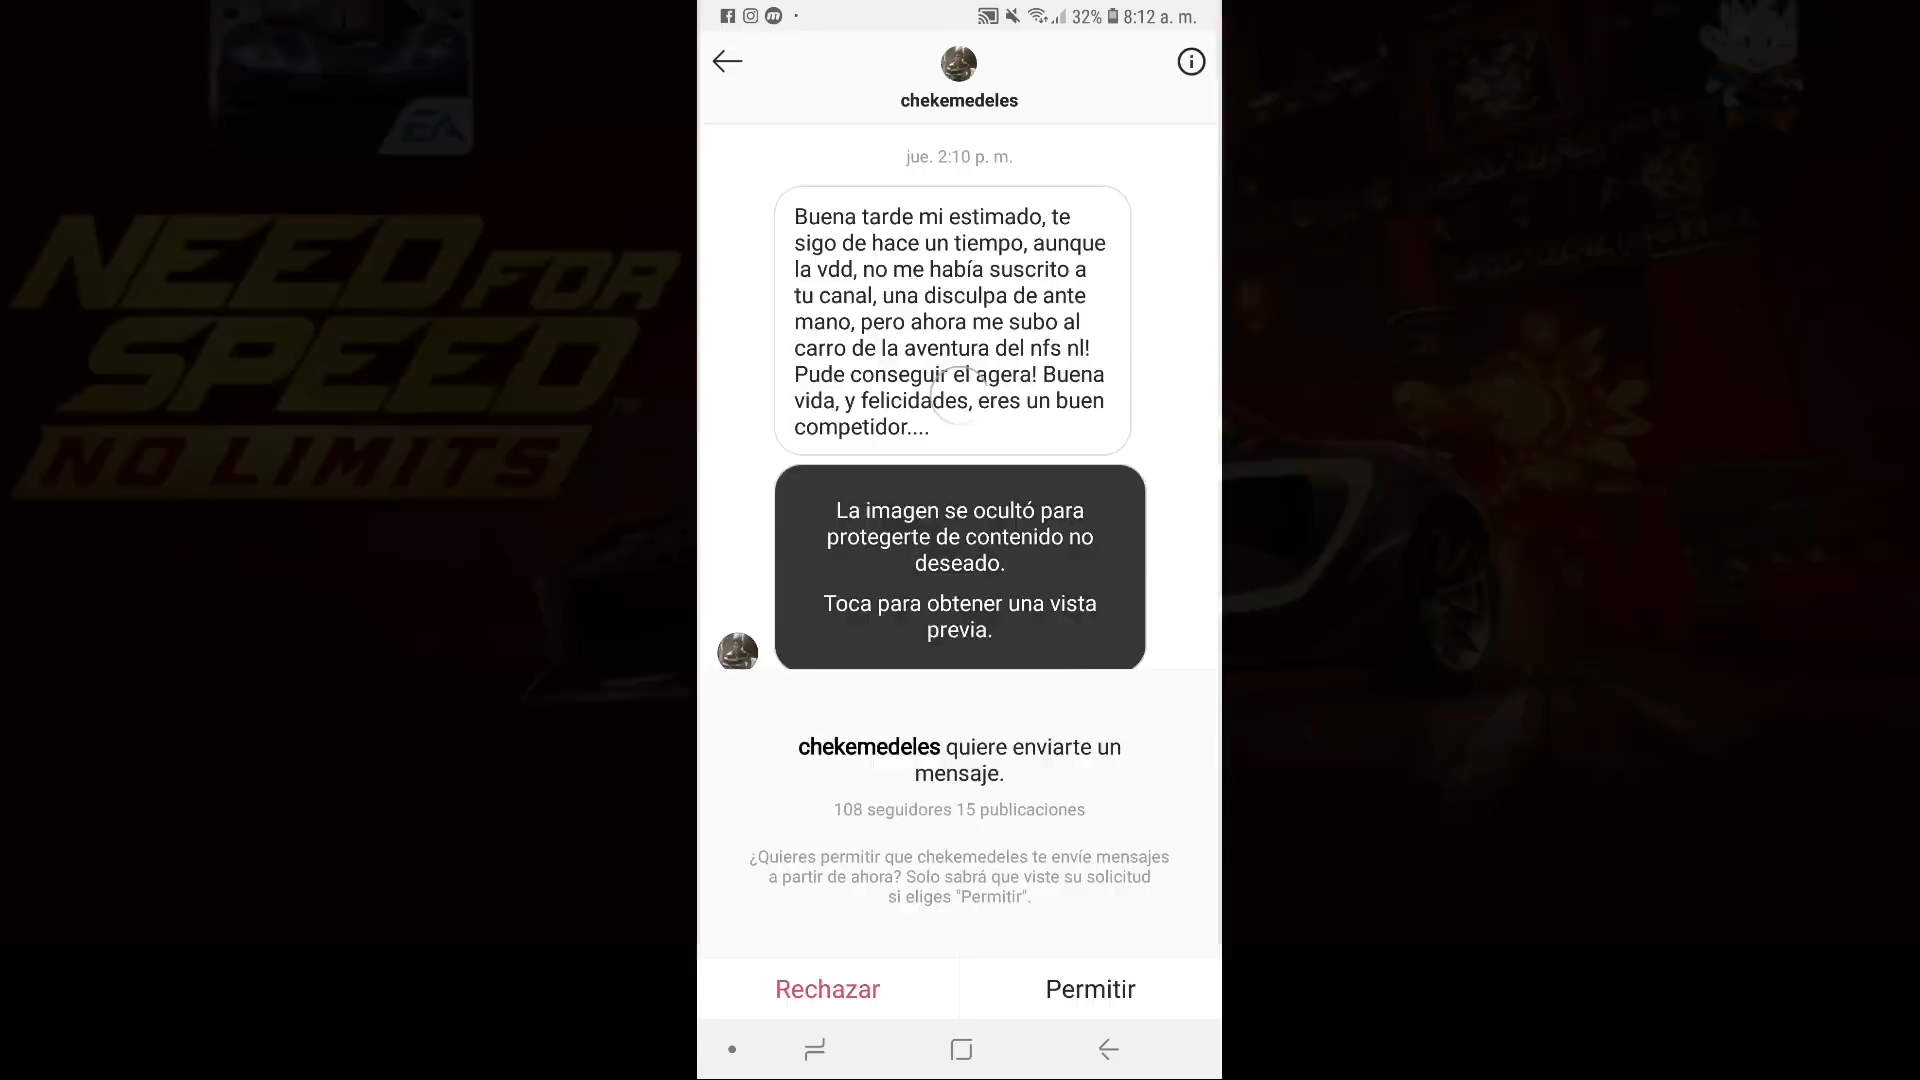 32% 8:12 a. m.
chekemedeles
jue. 2:10 p. m.
Buena tarde mi estimado, te
sigo de hace un tiempo, aunque
la vdd, no me había suscrito a
tu canal, una disculpa de ante
mano, pero ahora me subo al
carro de la aventura del nfs nl!
Pude conseguir el agera! Buena
vida, y felicidades, eres un buen
competidor....
La imagen se ocultó para
protegerte de contenido no
deseado.
Toca para obtener una vista
previa.
chekemedeles quiere enviarte un
mensaje.
108 seguidores 15 publicaciones
¿Quieres permitir que chekemedeles te envíe mensajes
a partir de ahora? Solo sabrá que viste su solicitud
si eliges "Permitir".
Rechazar
Permitir
EA
NEED FOR
SPEED
NO LIMITS